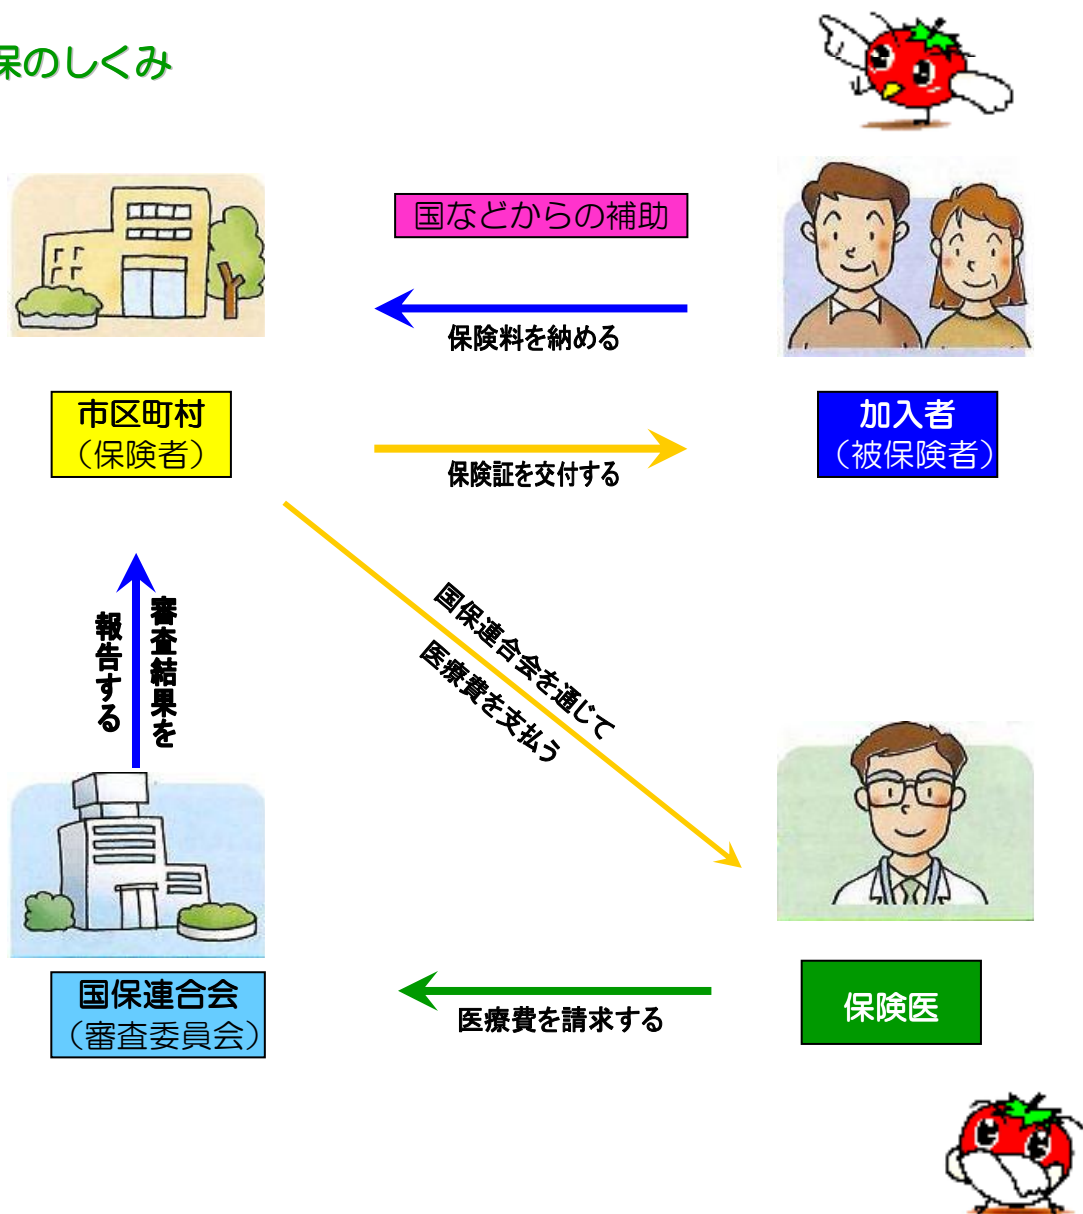 保のしくみ
国などからの補助
保険料を納める
市区町村
（保険者）
加入者
（被保険者）
保険証を交付する
国保連合会を通じて
医療費を支払う
審査結果を
報告する
国保連合会
（審査委員会）
医療費を請求する
保険医